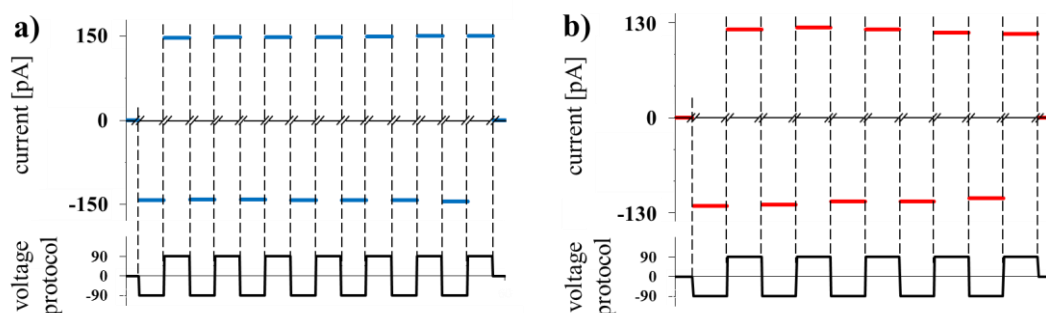 a)
150
0
-150
current [pA]
90
0
-90
voltage
protocol
b)
130
0
-130
current [pA]
90
0
-90
voltage
protocol